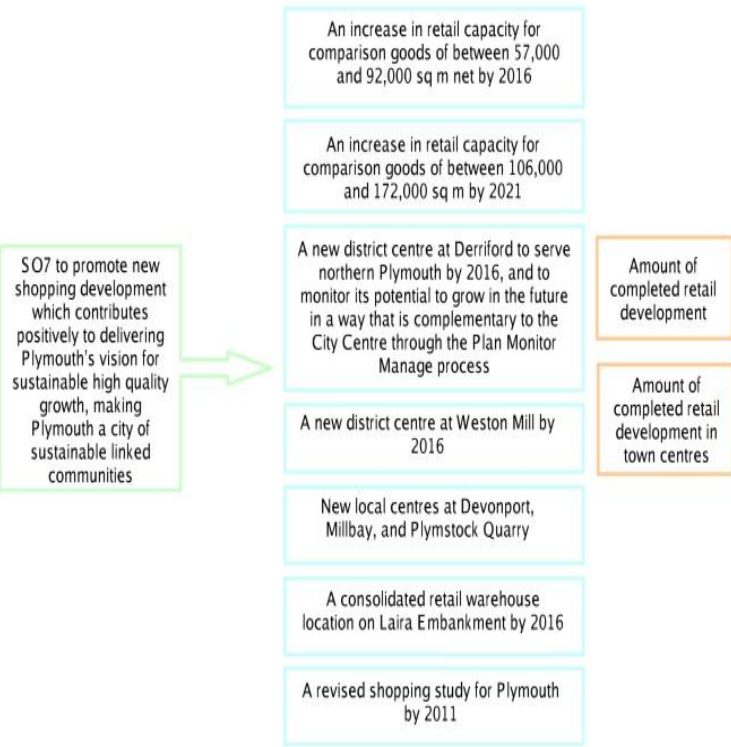 SO7 to promote new
shopping development
which contributes
positively to delivering
Plymouth's vision for
sustainable high quality
growth, making
Plymouth a city of
sustainable linked
communities
An increase in retail capacity for
comparison goods of between 57,000
and 92,000 sq m net by 2016
An increase in retail capacity for
comparison goods of between 106,000
and 172,000 sq m by 2021
A new district centre at Derriford to serve
northern Plymouth by 2016, and to
monitor its potential to grow in the future
in a way that is complementary to the
City Centre through the Plan Monitor
Manage process
A new district centre at Weston Mill by
2016
New local centres at Devonport,
Millbay, and Plymstock Quarry
A consolidated retail warehouse
location on Laira Embankment by 2016
A revised shopping study for Plymouth
by 2011
Amount of
completed retail
development
Amount of
completed retail
development in
town centres